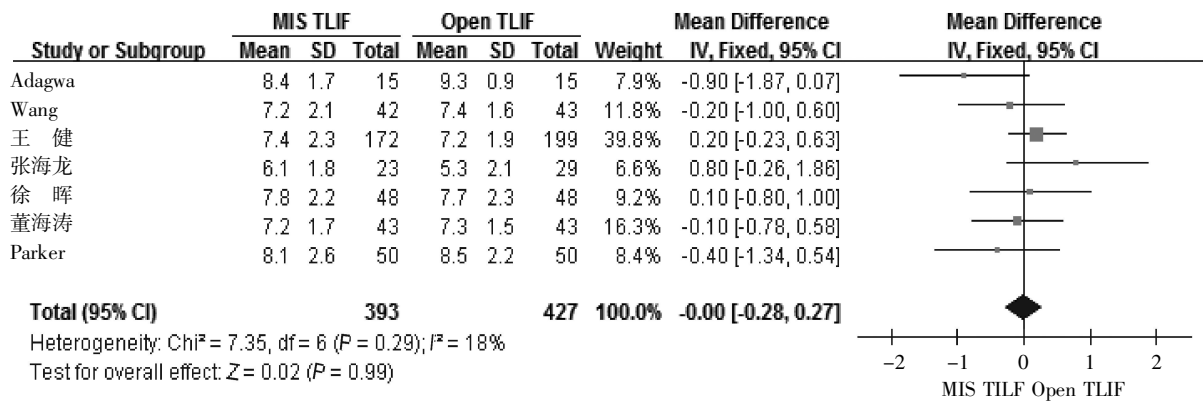 MIS TLIF Open TLIF Mean Difference Mean Difference
Study or Subgroup Mean SD Total Mean SD Total Weight IV, Fixed, 95% CI IV, Fixed, 95% CI
Adagwa 8.4 1.7 15 9.3 0.9 15 7.9% -0.90 [-1.87, 0.07]
Wang 7.2 2.1 42 7.4 1.6 43 11.8% -0.20 [-1.00, 0.60]
王 健 7.4 2.3 172 7.2 1.9 199 39.8% 0.20 [-0.23, 0.63]
张海龙 6.1 1.8 23 5.3 2.1 29 6.6% 0.80 [-0.26, 1.86]
徐 晖 7.8 2.2 48 7.7 2.3 48 9.2% 0.10 [-0.80, 1.00]
董海涛 7.2 1.7 43 7.3 1.5 43 16.3% -0.10 [-0.78, 0.58]
Parker 8.1 2.6 50 8.5 2.2 50 8.4% -0.40 [-1.34, 0.54]
Total (95% CI) 393 427 100.0% -0.00 [-0.28, 0.27]
Heterogeneity: Chi² = 7.35, df = 6 (P = 0.29); I² = 18%
Test for overall effect: Z = 0.02 (P = 0.99)
−2 −1 0 1 2
MIS TILF Open TLIF